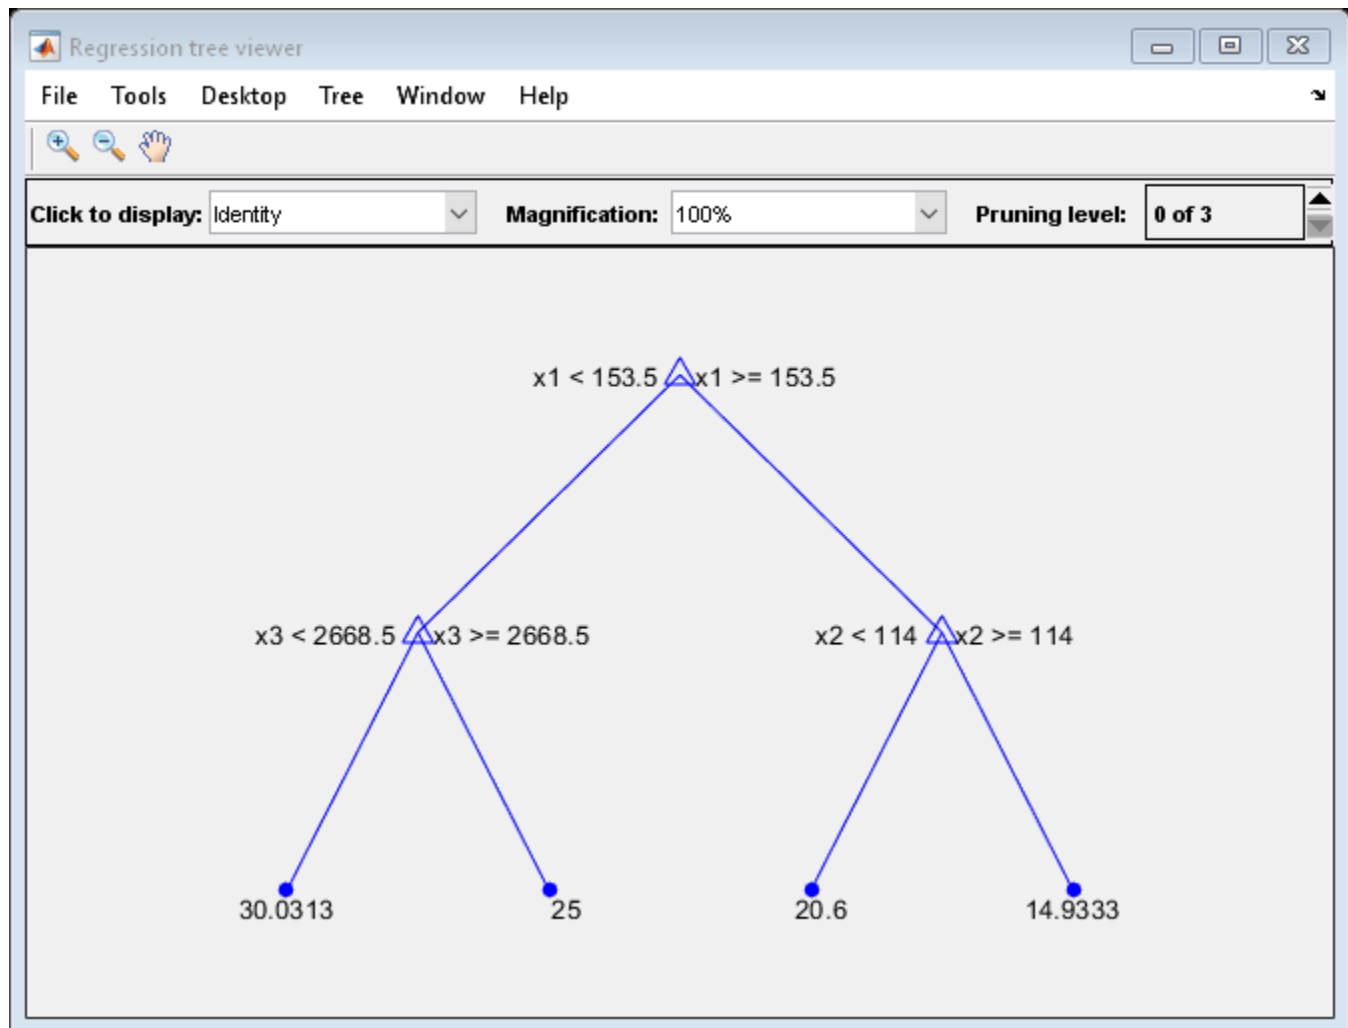 Regression tree viewer
File Tools Desktop Tree Window Help
Click to display: Identity Magnification: 100% Pruning level: 0 of 3
x1 < 153.5 x1 >= 153.5
x3 < 2668.5 x3 >= 2668.5 x2 < 114 x2 >= 114
30.0313 25 20.6 14.9333